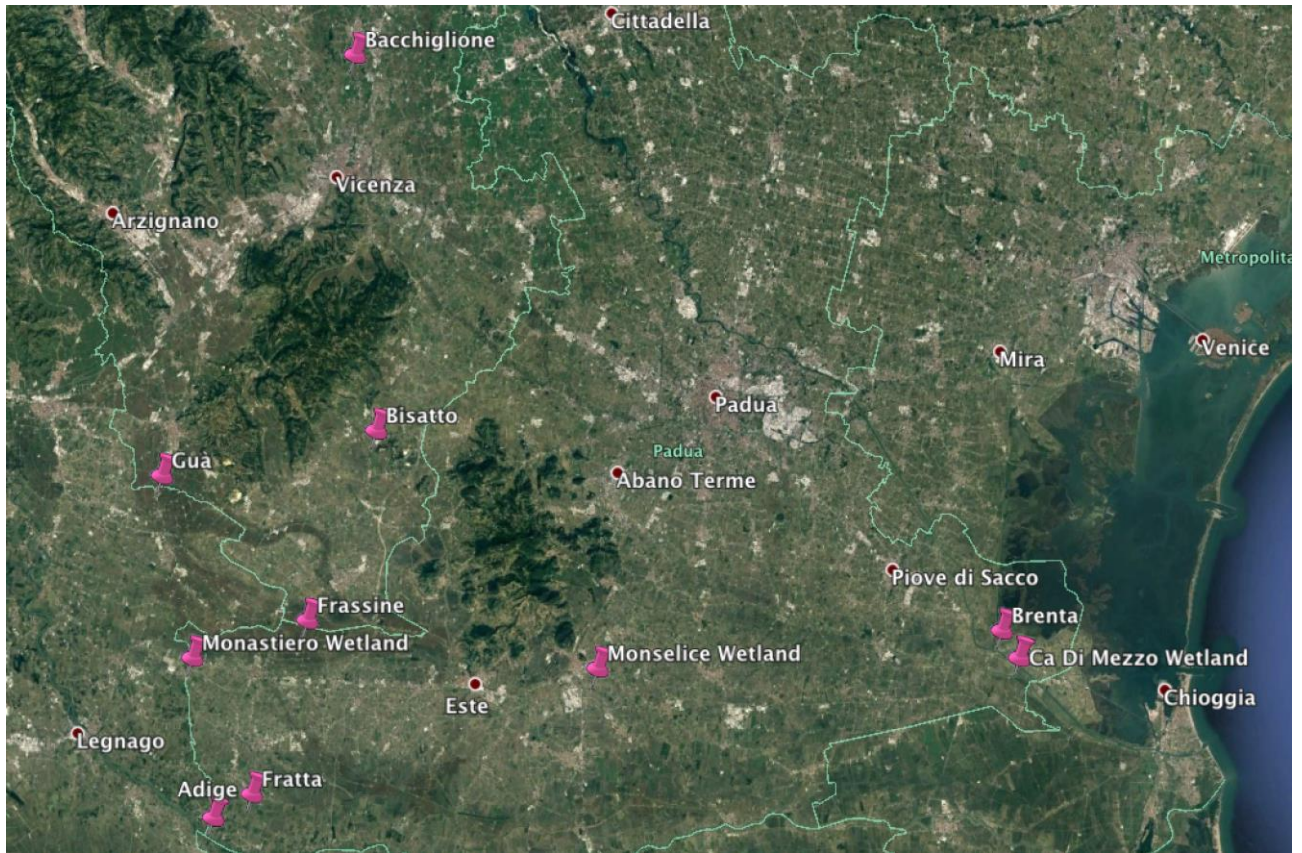 Cittadella
Bacchiglione
Vicenza
Arzignano
Metropolita
Venice
Mira
Padua
Bisatto
Padua
Guà
Abano Terme
Piove di Sacco
Frassine
Brenta
Monastiero Wetland
Monselice Wetland
Ca Di Mezzo Wetland
Chioggia
Este
Legnago
Fratta
Adige